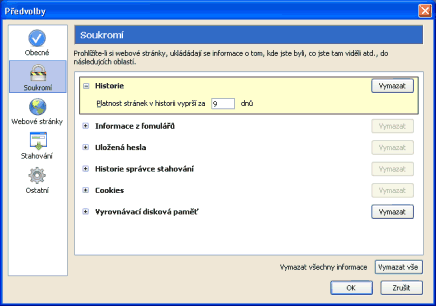 Předvolby
Obecné
Soukromí
Webové stránky
Stahování
Ostatní
Soukromí
Prohlížíte-li si webové stránky, ukládádají se informace o tom, kde jste byli, co jste tam viděli atd., do
následujcích oblastí.
Historie
Vymazat
Platnost stránek v historii vyprší za 9 dnů
Informace z fomulářů
Vymazat
Uložená hesla
Vymazat
Historie správce stahování
Vymazat
Cookies
Vymazat
Vyrovnávací disková paměť
Vymazat
Vymazat všechny informace
Vymazat vše
OK
Zrušit